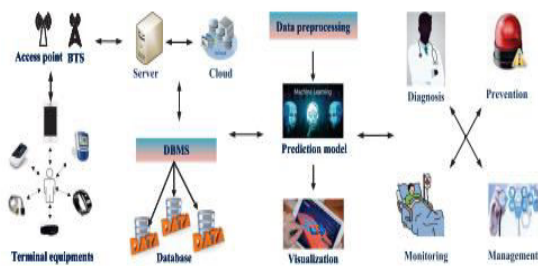 Access point BTS
Server
Cloud
Data preprocessing
Machine Learning
Prediction model
Diagnosis
Prevention
DBMS
DATA DATA DATA
Terminal equipments
Database
Visualization
Monitoring
Management